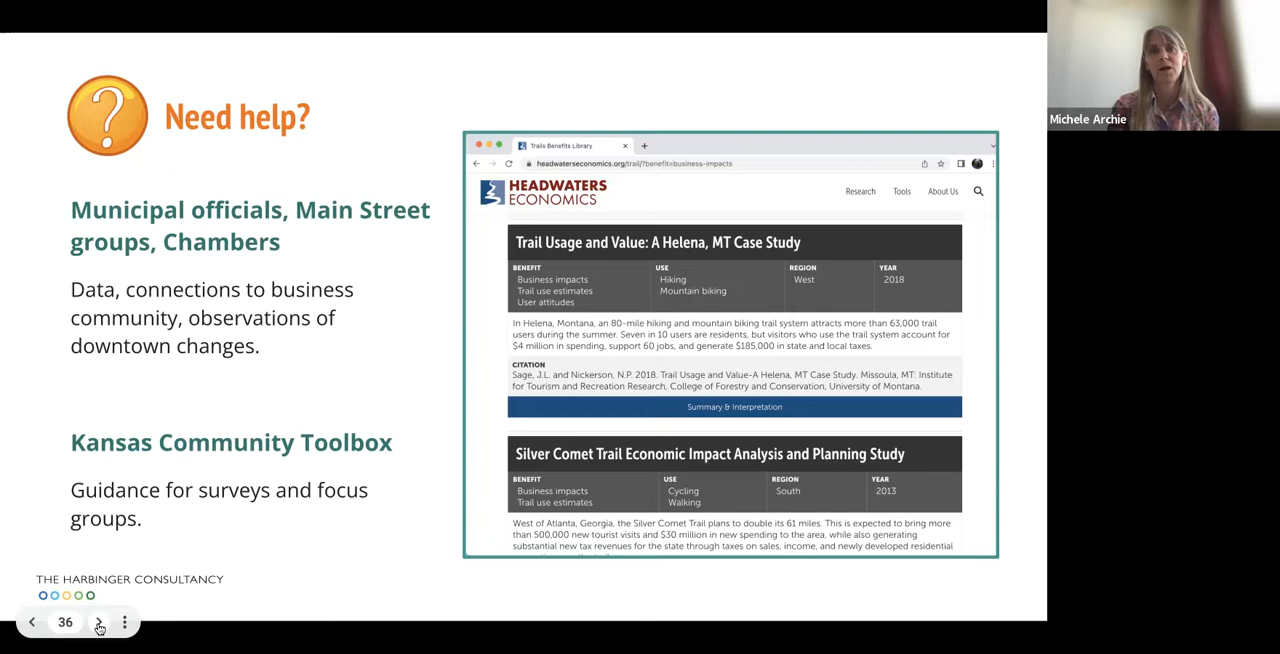 Need help?
Municipal officials, Main Street
groups, Chambers
Data, connections to business
community, observations of
downtown changes.
Kansas Community Toolbox
Guidance for surveys and focus
groups.
THE HARBINGER CONSULTANCY
36
Trails Benefits Library
headwaterseconomics.org/trail/?benefit=business-impacts
HEADWATERS
ECONOMICS
Research Tools About Us
Trail Usage and Value: A Helena, MT Case Study
BENEFIT USE REGION YEAR
Business impacts Hiking West 2018
Trail use estimates Mountain biking
User attitudes
In Helena, Montana, an 80-mile hiking and mountain biking trail system attracts more than 63,000 trail
users during the summer. Seven in 10 users are residents, but visitors who use the trail system account for
$4 million in spending, support 60 jobs, and generate $185,000 in state and local taxes.
CITATION
Sage, J.L. and Nickerson, N.P. 2018. Trail Usage and Value-A Helena, MT Case Study. Missoula, MT: Institute
for Tourism and Recreation Research, College of Forestry and Conservation, University of Montana.
Summary & Interpretation
Silver Comet Trail Economic Impact Analysis and Planning Study
BENEFIT USE REGION YEAR
Business impacts Cycling South 2013
Trail use estimates Walking
West of Atlanta, Georgia, the Silver Comet Trail plans to double its 61 miles. This is expected to bring more
than 500,000 new tourist visits and $30 million in new spending to the area, while also generating
substantial new tax revenues for the state through taxes on sales, income, and newly developed residential
Michele Archie